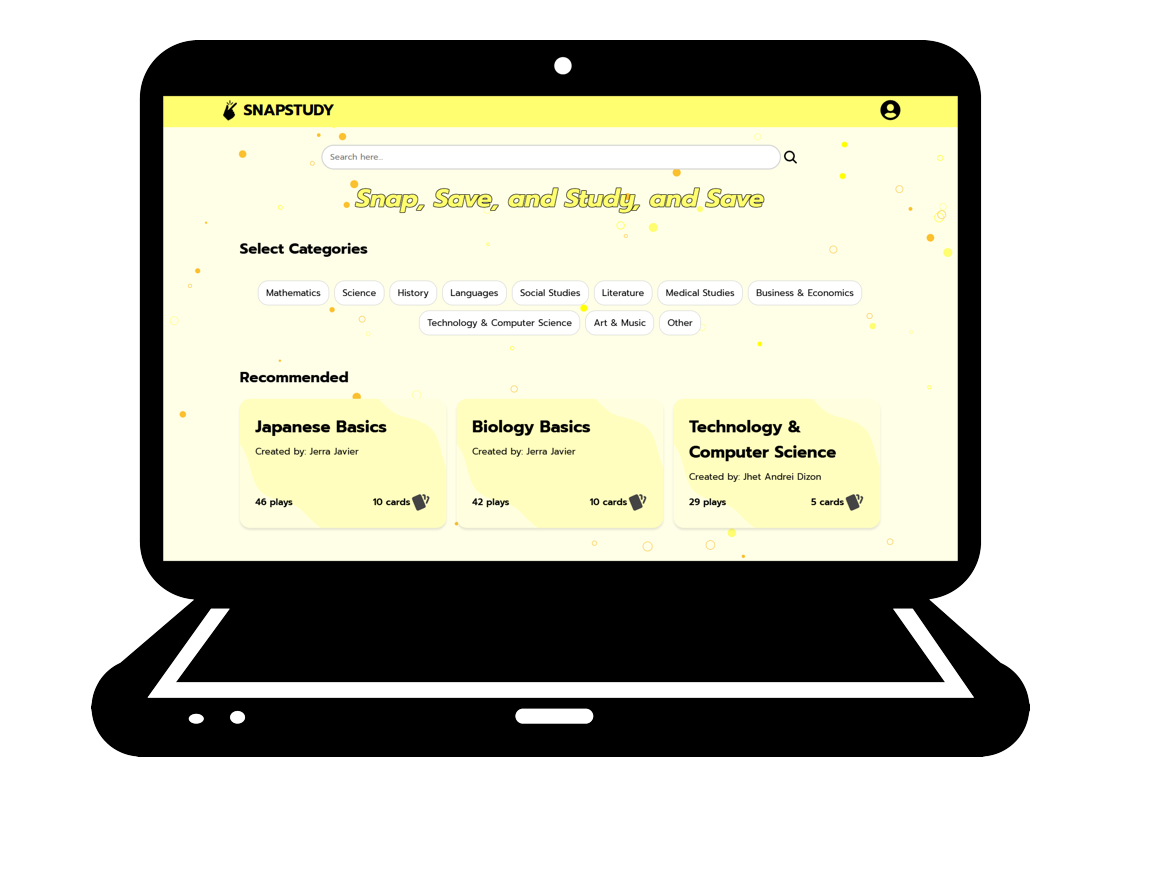 SNAPSTUDY
Search here..
Snap, Save, and Study, and Save
Select Categories
Mathematics Science History Languages Social Studies Literature Medical Studies Business & Economics
Technology & Computer Science Art & Music Other
Recommended
Japanese Basics
Created by: Jerra Javier
46 plays 10 cards
Biology Basics
Created by: Jerra Javier
42 plays 10 cards
Technology &
Computer Science
Created by: Jhet Andrei Dizon
29 plays 5 cards